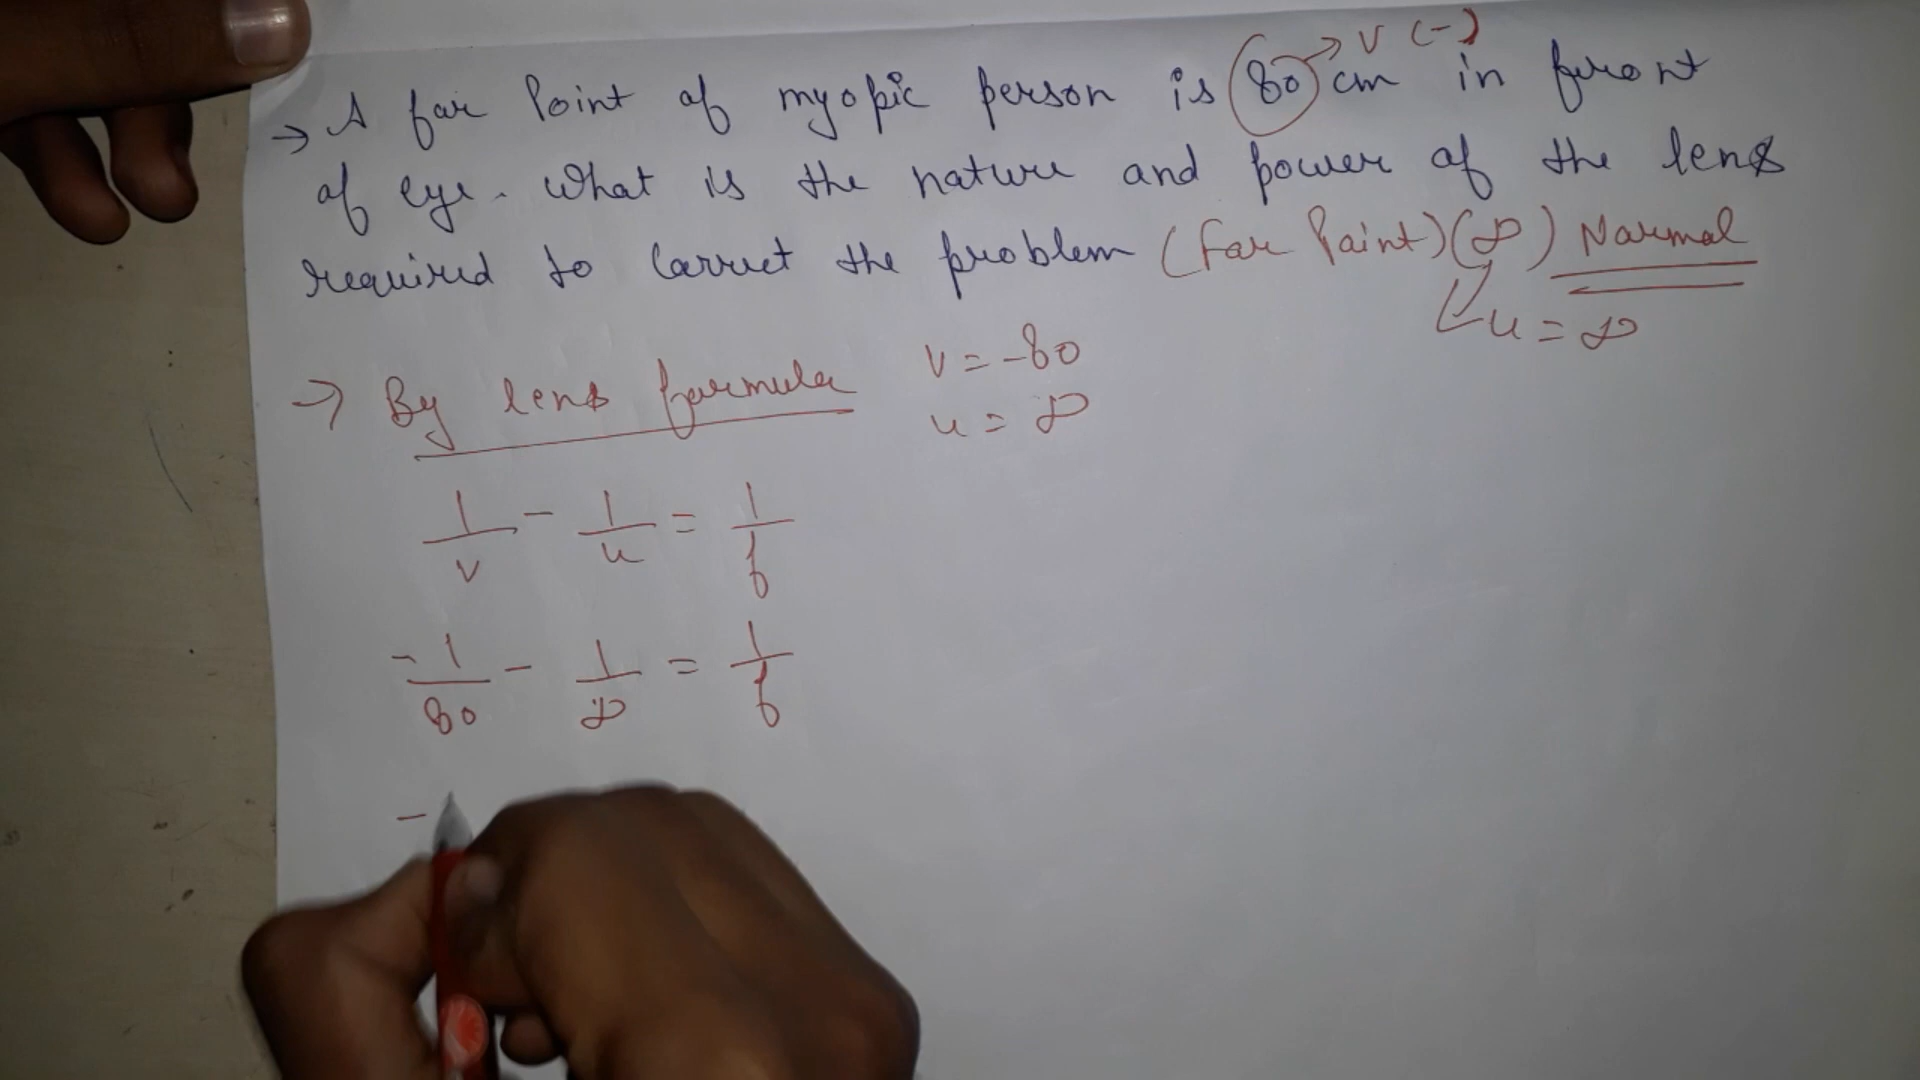 → A far Point of myopic person is 80 cm in front
→ v (-)
of eye. What is the nature and power of the lens
required to correct the problem (Far Point) (∞) Normal
u = ∞
→ By lens formula
v = -80
u = ∞
1/v - 1/u = 1/f
-1/80 - 1/∞ = 1/f
-